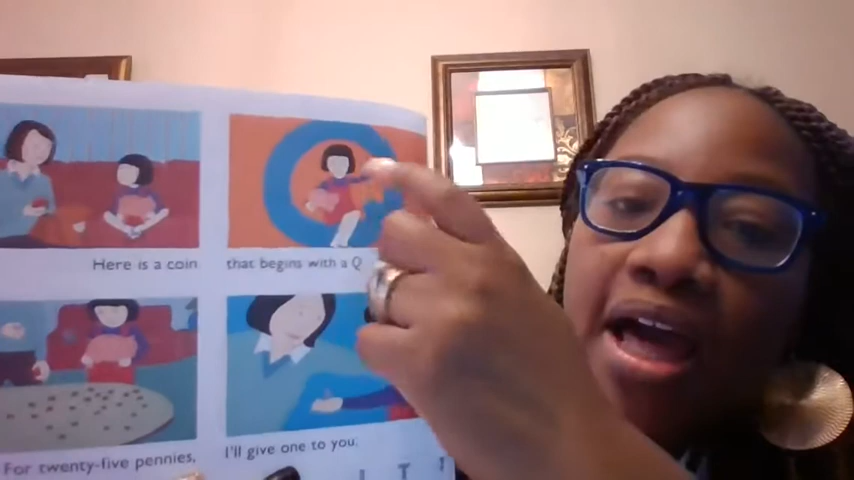 Here is a coin
that begins with a Q
For twenty-five pennies,
I'll give one to you.